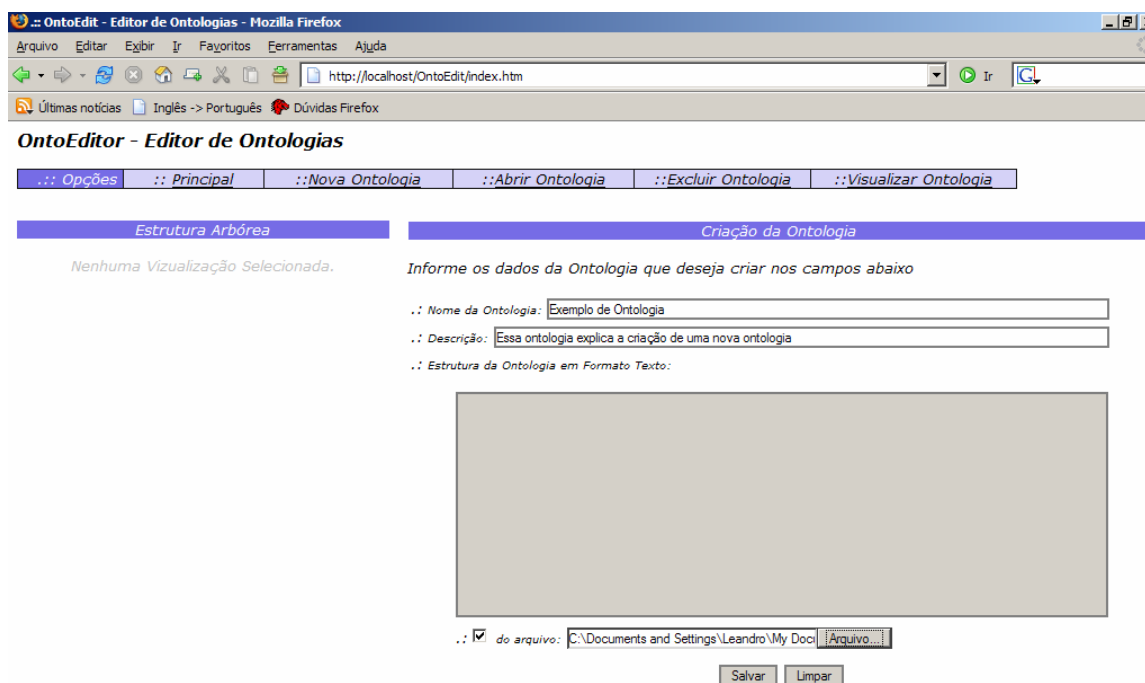 .:: OntoEdit - Editor de Ontologias - Mozilla Firefox
Arquivo Editar Exibir Ir Favoritos Ferramentas Ajuda
http://localhost/OntoEdit/index.htm Ir G
Últimas notícias Inglês -> Português Dúvidas Firefox
OntoEditor - Editor de Ontologias
.:: Opções :: Principal ::Nova Ontologia ::Abrir Ontologia ::Excluir Ontologia ::Visualizar Ontologia
Estrutura Arbórea
Nenhuma Vizualização Selecionada.
Criação da Ontologia
Informe os dados da Ontologia que deseja criar nos campos abaixo
.: Nome da Ontologia: Exemplo de Ontologia
.: Descrição: Essa ontologia explica a criação de uma nova ontologia
.: Estrutura da Ontologia em Formato Texto:
.: do arquivo: C:\Documents and Settings\Leandro\My Doc Arquivo...
Salvar Limpar